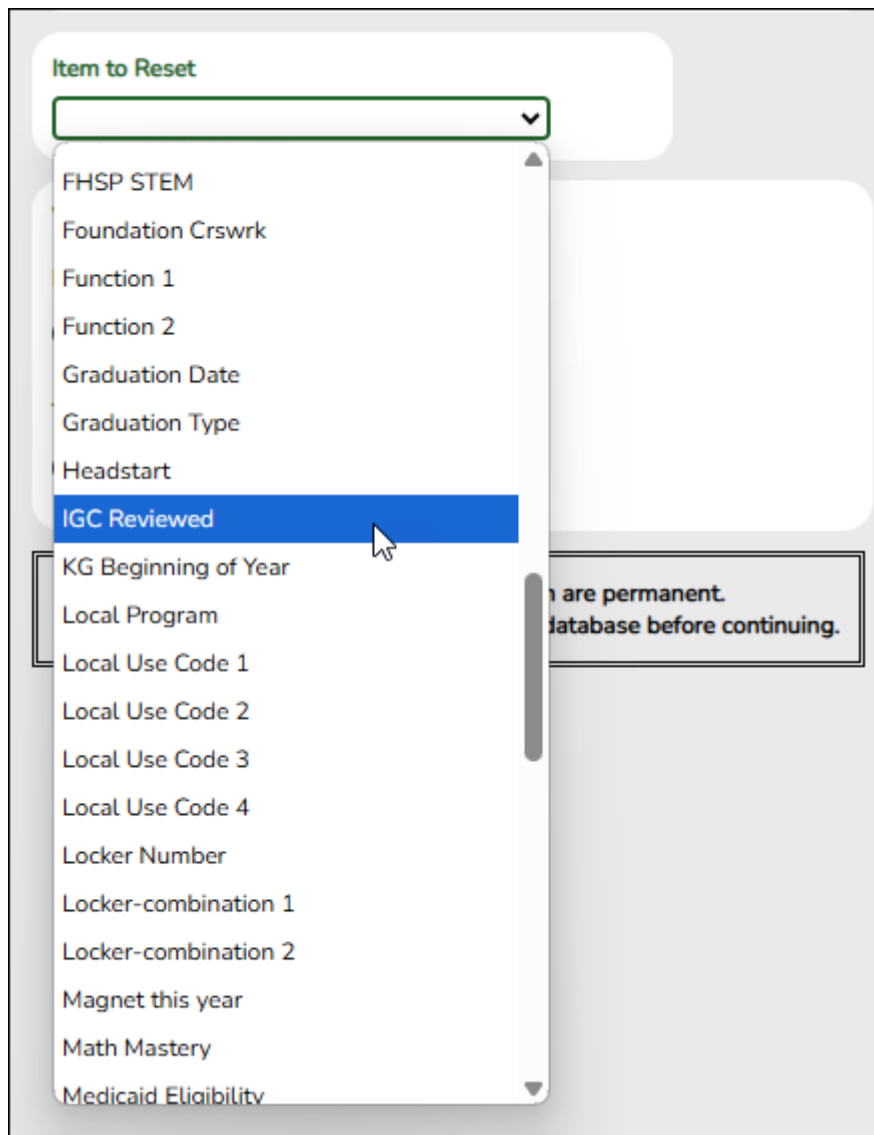 Item to Reset
FHSP STEM
Foundation Crswrk
Function 1
Function 2
Graduation Date
Graduation Type
Headstart
IGC Reviewed
KG Beginning of Year
are permanent.
Local Program
database before continuing.
Local Use Code 1
Local Use Code 2
Local Use Code 3
Local Use Code 4
Locker Number
Locker-combination 1
Locker-combination 2
Magnet this year
Math Mastery
Medicaid Eligibility